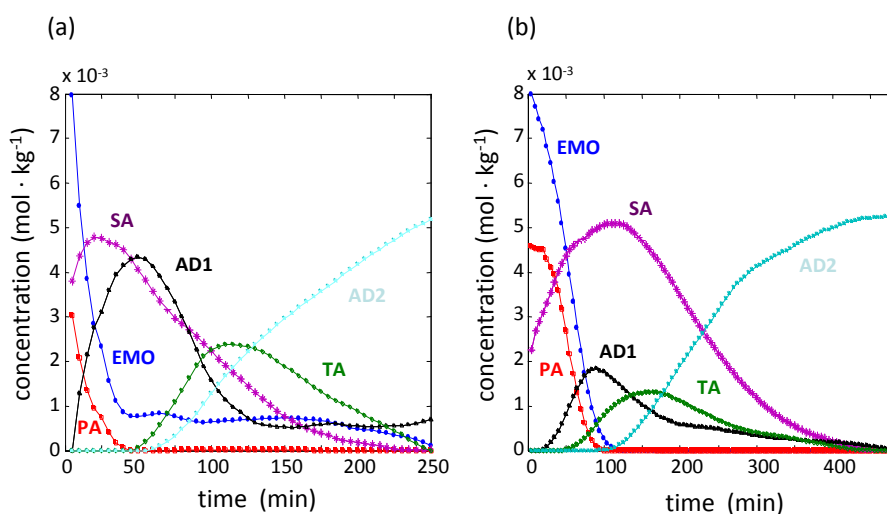 (a)
x 10⁻³
concentration (mol · kg⁻¹)
8
7
6
5
4
3
2
1
0
SA
AD1
AD2
EMO
TA
PA
0 50 100 150 200 250
time (min)
(b)
x 10⁻³
concentration (mol · kg⁻¹)
8
7
6
5
4
3
2
1
0
EMO
SA
AD2
AD1
PA
TA
0 100 200 300 400
time (min)